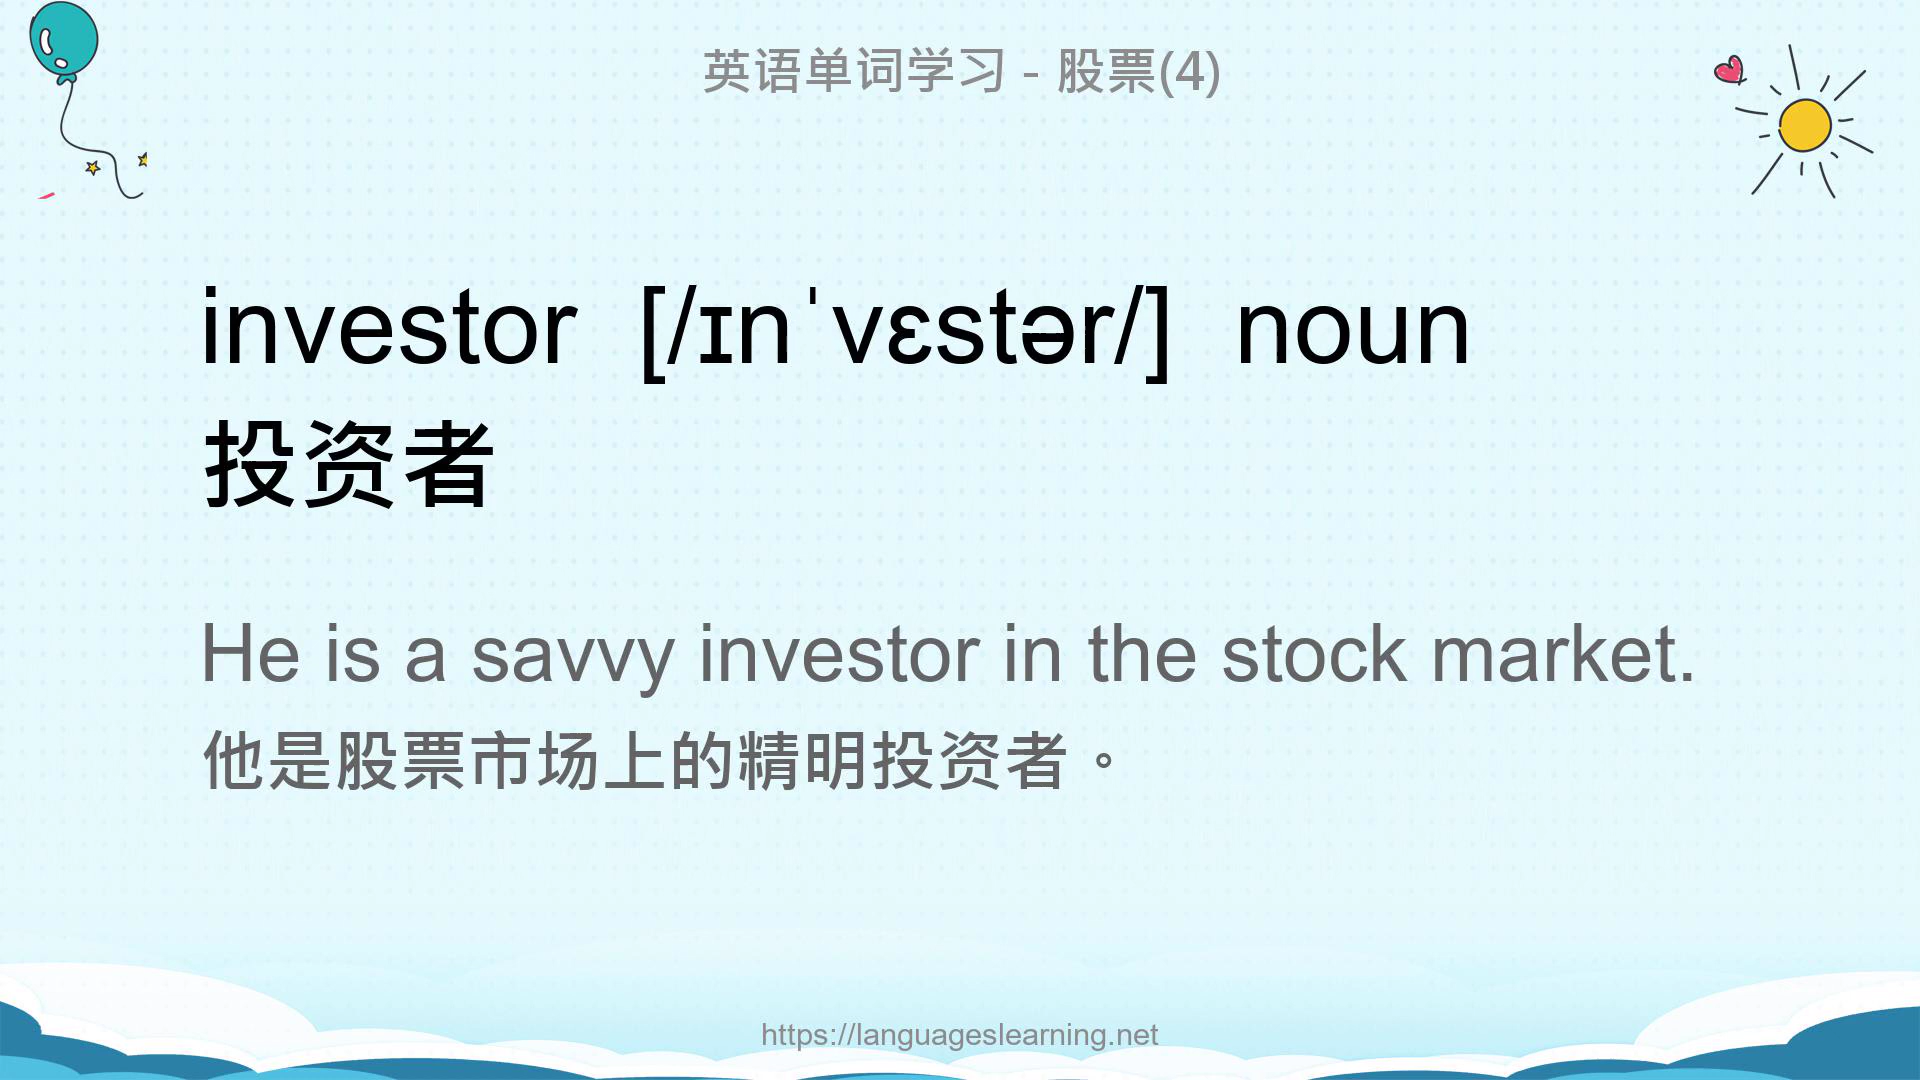 英语单词学习 - 股票(4)
investor [/ɪnˈvɛstər/] noun
投资者
He is a savvy investor in the stock market.
他是股票市场上的精明投资者。
https://languageslearning.net